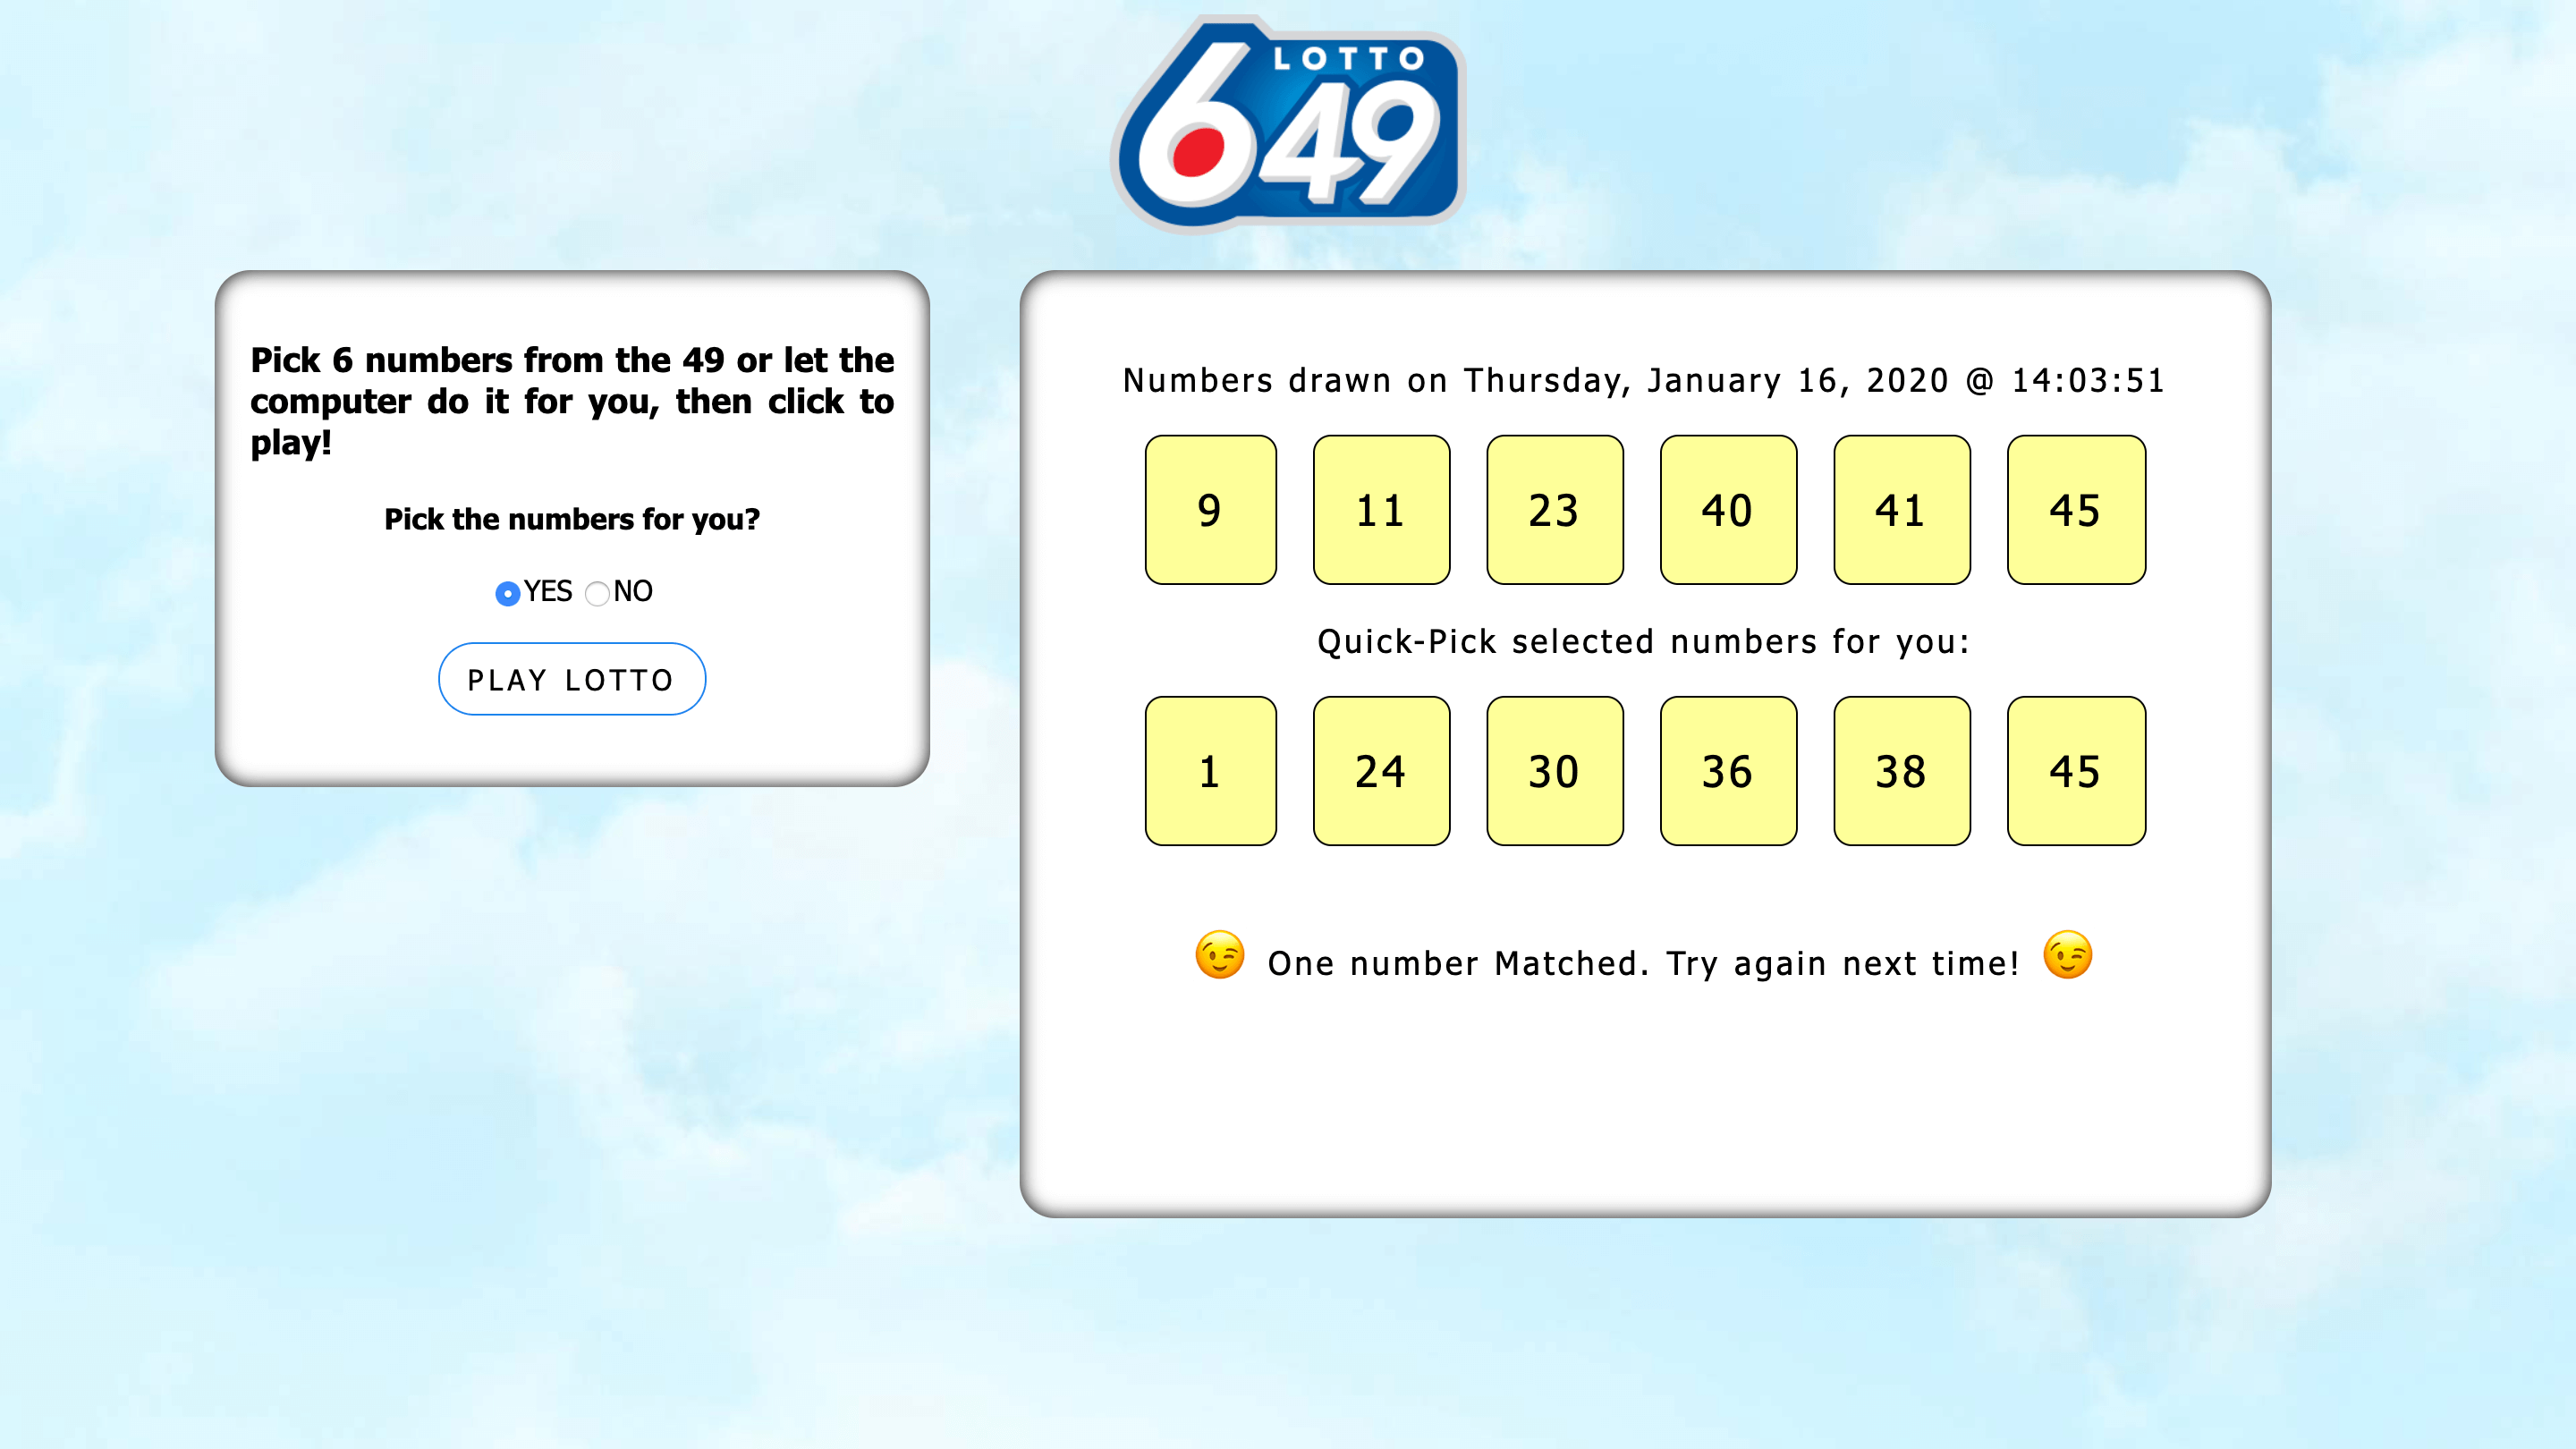 LOTTO
649
Pick 6 numbers from the 49 or let the
computer do it for you, then click to
play!
Pick the numbers for you?
YES NO
PLAY LOTTO
Numbers drawn on Thursday, January 16, 2020 @ 14:03:51
9 11 23 40 41 45
Quick-Pick selected numbers for you:
1 24 30 36 38 45
😉 One number Matched. Try again next time! 😉